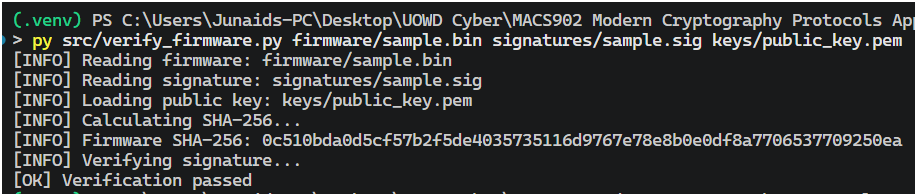 (.venv) PS C:\Users\Junaids-PC\Desktop\UOWD Cyber\MACS902 Modern Cryptography Protocols App
> py src/verify_firmware.py firmware/sample.bin signatures/sample.sig keys/public_key.pem
[INFO] Reading firmware: firmware/sample.bin
[INFO] Reading signature: signatures/sample.sig
[INFO] Loading public key: keys/public_key.pem
[INFO] Calculating SHA-256...
[INFO] Firmware SHA-256: 0c510bda0d5cf57b2f5de4035735116d9767e78e8b0e0df8a7706537709250ea
[INFO] Verifying signature...
[OK] Verification passed